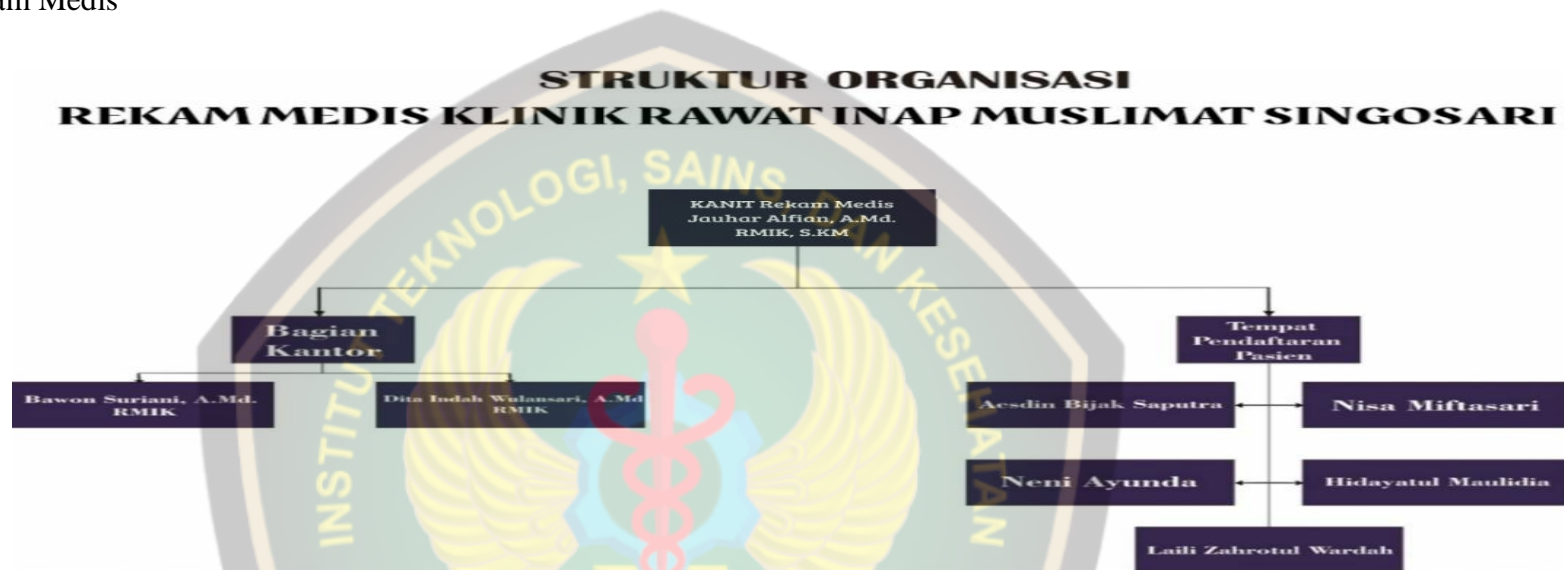 am Medis
STRUKTUR ORGANISASI
REKAM MEDIS KLINIK RAWAT INAP MUSLIMAT SINGOSARI
INSTITUT TEKNOLOGI, SAINS, DAN KESEHATAN
KANIT Rekam Medis
Jauhar Alfian, A.Md.
RMIK, S.KM
Bagian
Kantor
Tempat
Pendaftaran
Pasien
Bawon Suriani, A.Md.
RMIK
Dita Indah Wulansari, A.Md
RMIK
Acsdin Bijak Saputra
Nisa Miftasari
Neni Ayunda
Hidayatul Maulidia
Laili Zahrotul Wardah